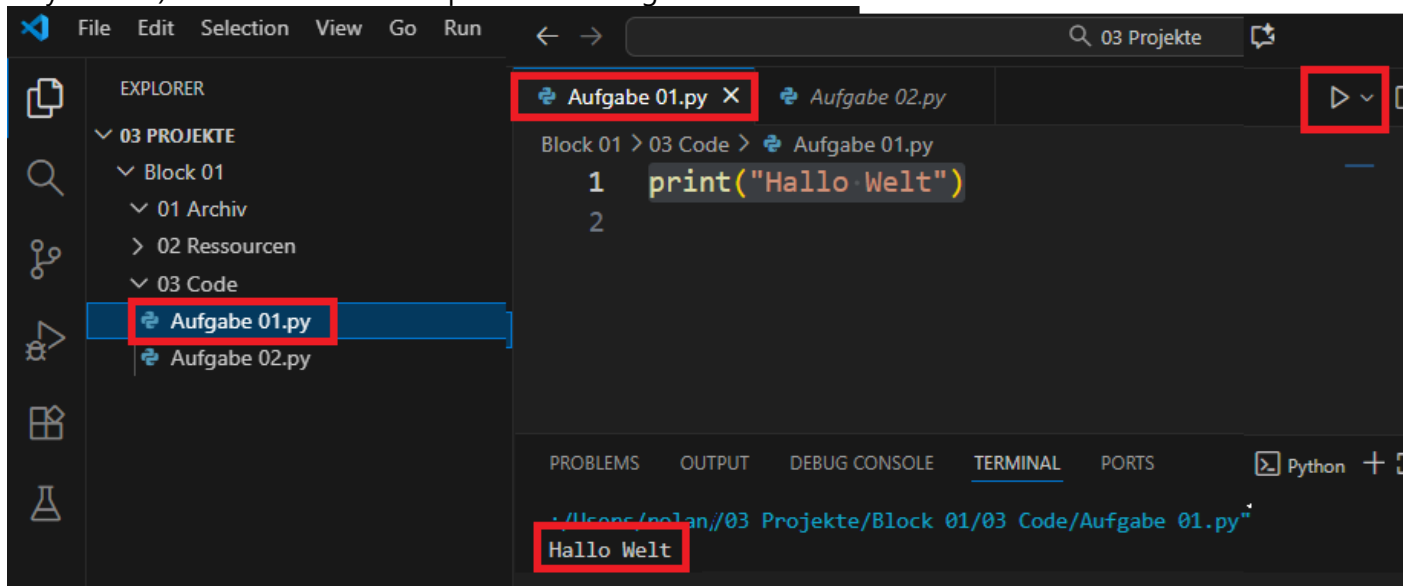 File Edit Selection View Go Run
03 Projekte
EXPLORER
03 PROJEKTE
Block 01
01 Archiv
02 Ressourcen
03 Code
Aufgabe 01.py
Aufgabe 02.py
Aufgabe 01.py Aufgabe 02.py
Block 01 > 03 Code > Aufgabe 01.py
1 print("Hallo Welt")
2
PROBLEMS OUTPUT DEBUG CONSOLE TERMINAL PORTS Python
/03 Projekte/Block 01/03 Code/Aufgabe 01.py"
Hallo Welt